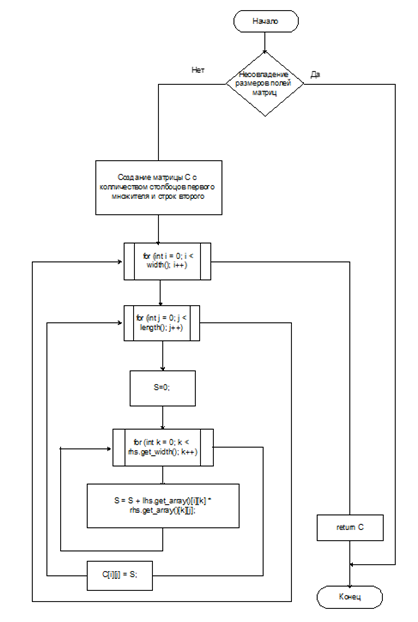 Начало
Нет
Несовпадение
размеров полей
матриц
Да
Создание матрицы С с
колличеством столбцов первого
множителя и строк второго
for (int i = 0; i <
width(); i++)
for (int j = 0; j <
length(); j++)
S=0;
for (int k = 0; k <
rhs.get_width(); k++)
S = S + lhs.get_array()[i][k] *
rhs.get_array()[k][j];
return C
C[i][j] = S;
Конец